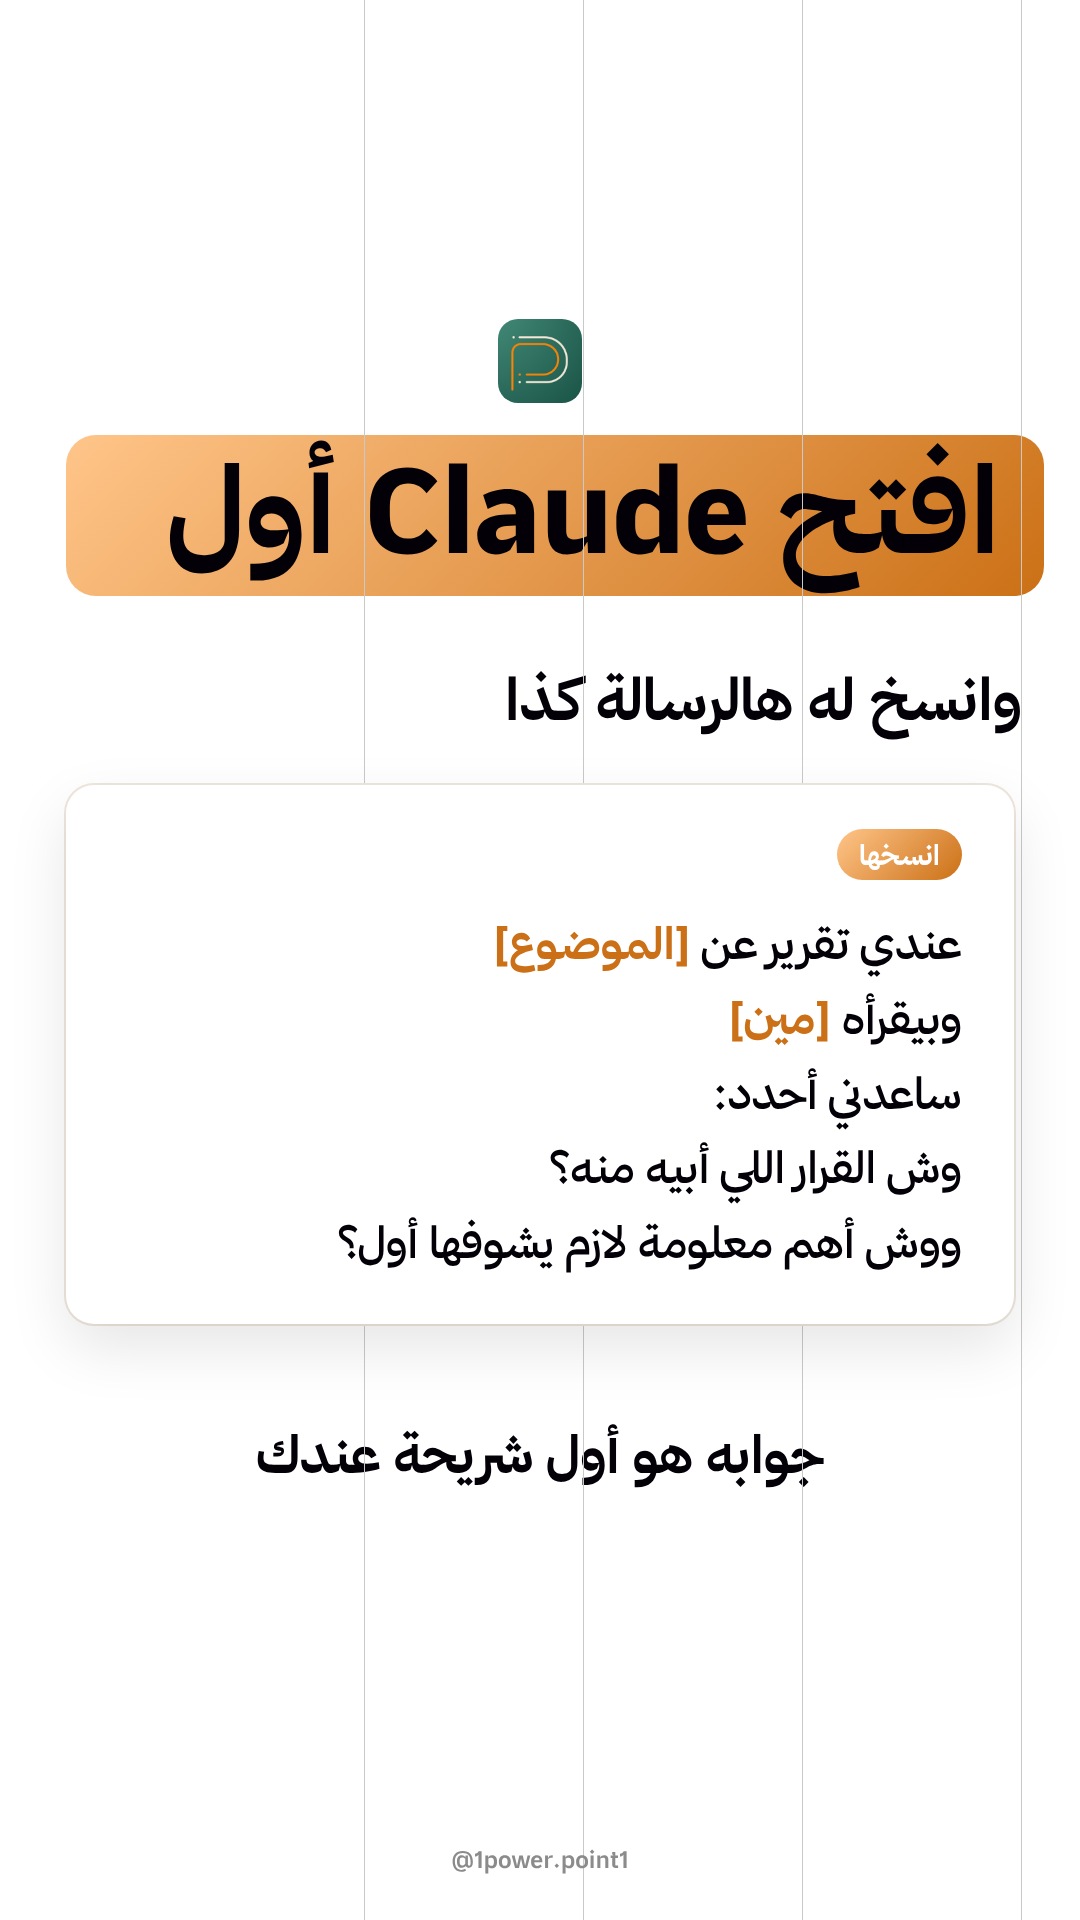 افتح Claude أول
وانسخ له هالرسالة كذا
انسخها
عندي تقرير عن [الموضوع]
وبيقرأه [مين]
ساعدني أحدد:
وش القرار اللي أبيه منه؟
ووش أهم معلومة لازم يشوفها أول؟
جوابه هو أول شريحة عندك
@1power.point1